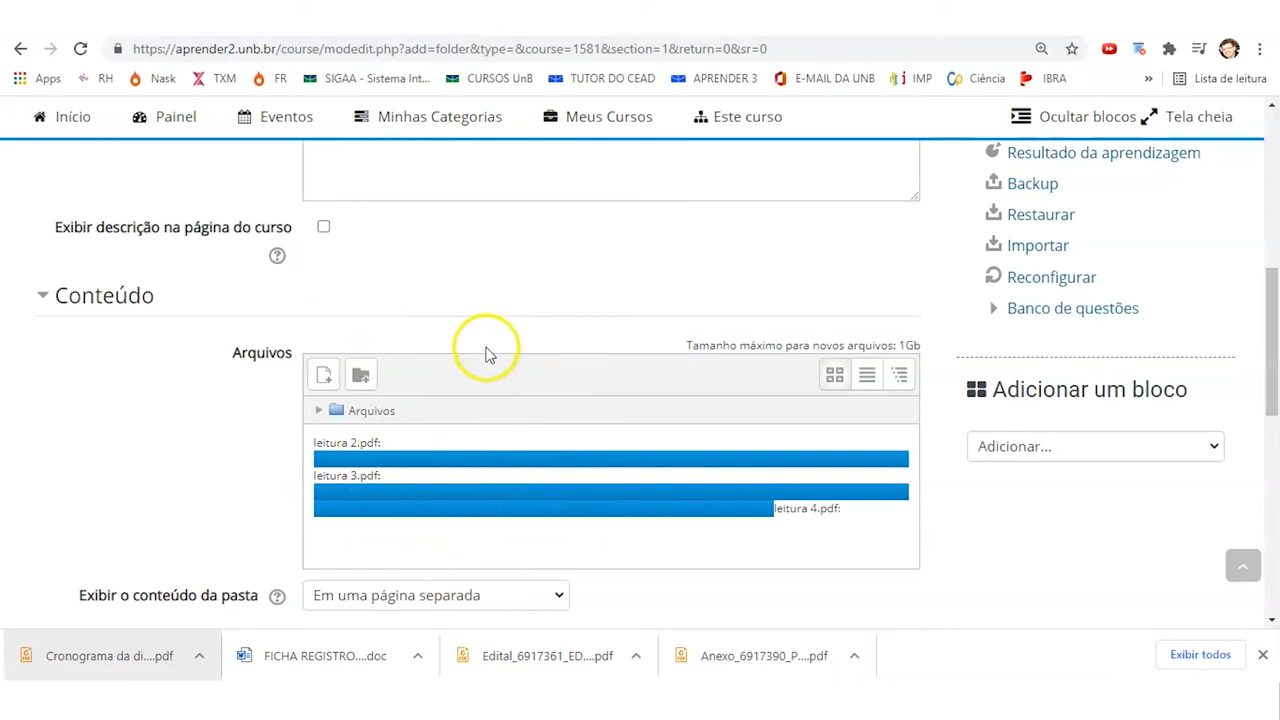 https://aprender2.unb.br/course/modedit.php?add=folder&type=&course=1581&section=1&return=0&sr=0
Apps RH Nask TXM FR SIGAA - Sistema Int... CURSOS UnB TUTOR DO CEAD APRENDER 3 E-MAIL DA UNB IMP Ciência IBRA » Lista de leitura
Início Painel Eventos Minhas Categorias Meus Cursos Este curso Ocultar blocos Tela cheia
Resultado da aprendizagem
Backup
Restaurar
Importar
Reconfigurar
Banco de questões
Exibir descrição na página do curso
Conteúdo
Arquivos
Tamanho máximo para novos arquivos: 1Gb
Arquivos
leitura 2.pdf:
leitura 3.pdf:
leitura 4.pdf:
Exibir o conteúdo da pasta
Em uma página separada
Adicionar um bloco
Adicionar...
Cronograma da di....pdf FICHA REGISTRO....doc Edital_6917361_ED....pdf Anexo_6917390_P....pdf Exibir todos